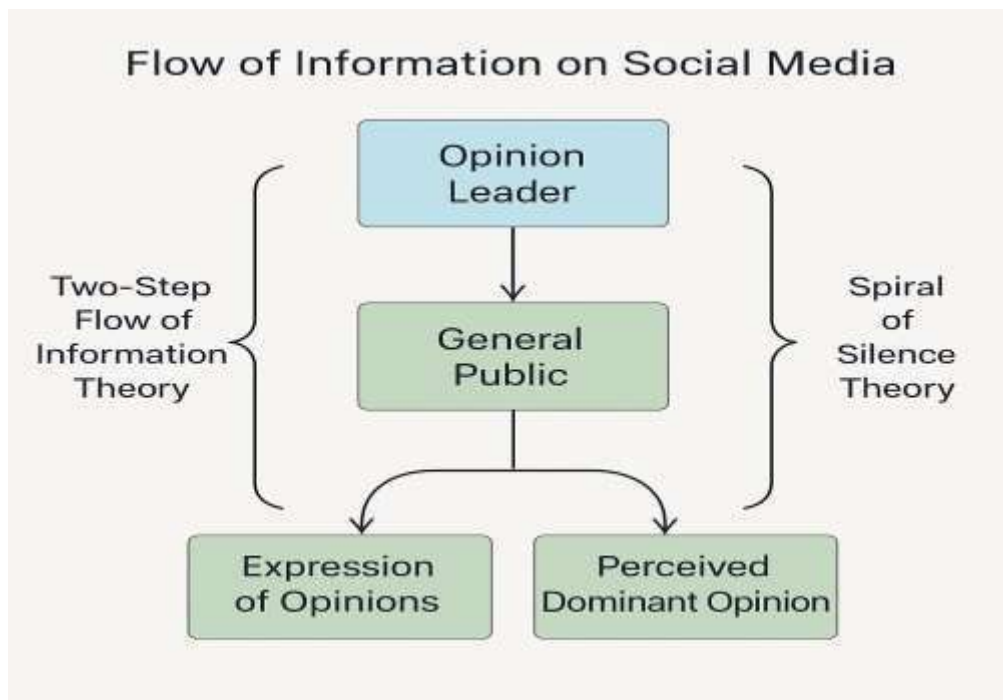 Flow of Information on Social Media
Opinion
Leader
Two-Step
Flow of
Information
Theory
General
Public
Spiral
of
Silence
Theory
Expression
of Opinions
Perceived
Dominant Opinion